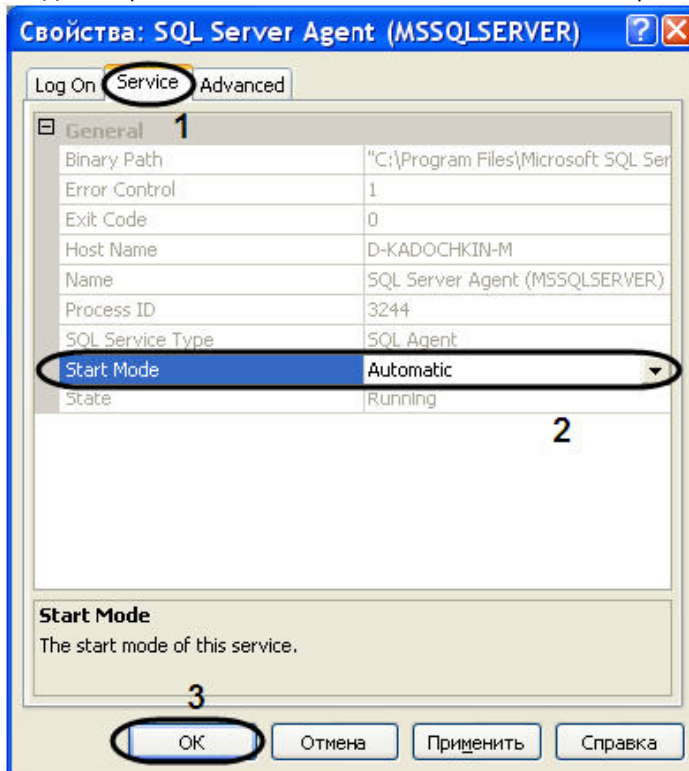 Свойства: SQL Server Agent (MSSQLSERVER)
Log On Service Advanced
1
General
Binary Path "C:\Program Files\Microsoft SQL Ser
Error Control 1
Exit Code 0
Host Name D-KADOCHKIN-M
Name SQL Server Agent (MSSQLSERVER)
Process ID 3244
SQL Service Type SQL Agent
Start Mode Automatic
State Running
2
Start Mode
The start mode of this service.
3
ОК Отмена Применить Справка